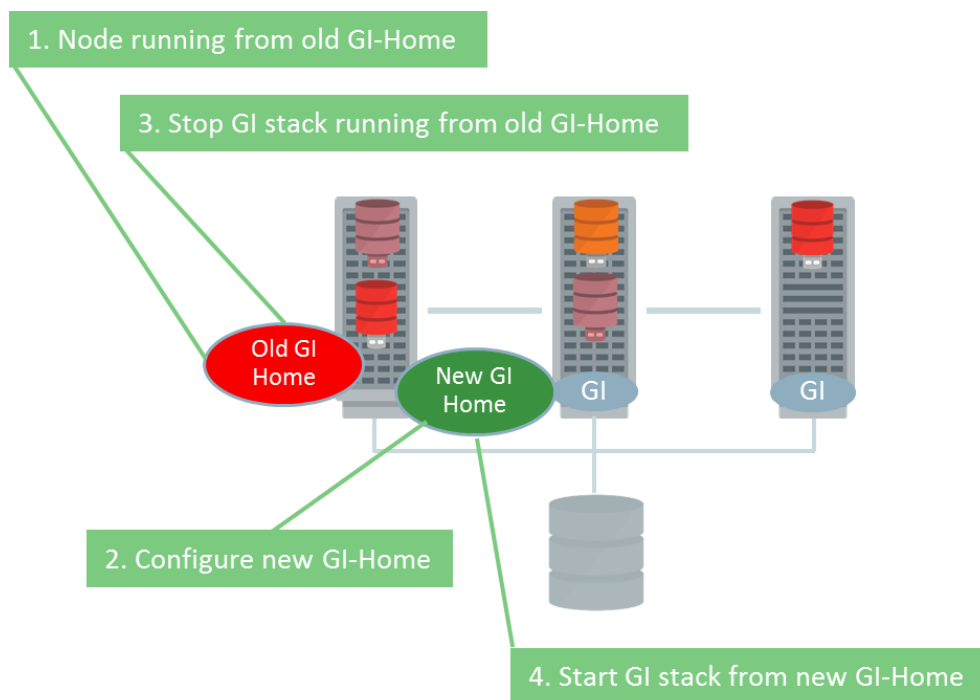 1. Node running from old GI-Home
3. Stop GI stack running from old GI-Home
Old GI
Home
New GI
Home
GI
GI
2. Configure new GI-Home
4. Start GI stack from new GI-Home